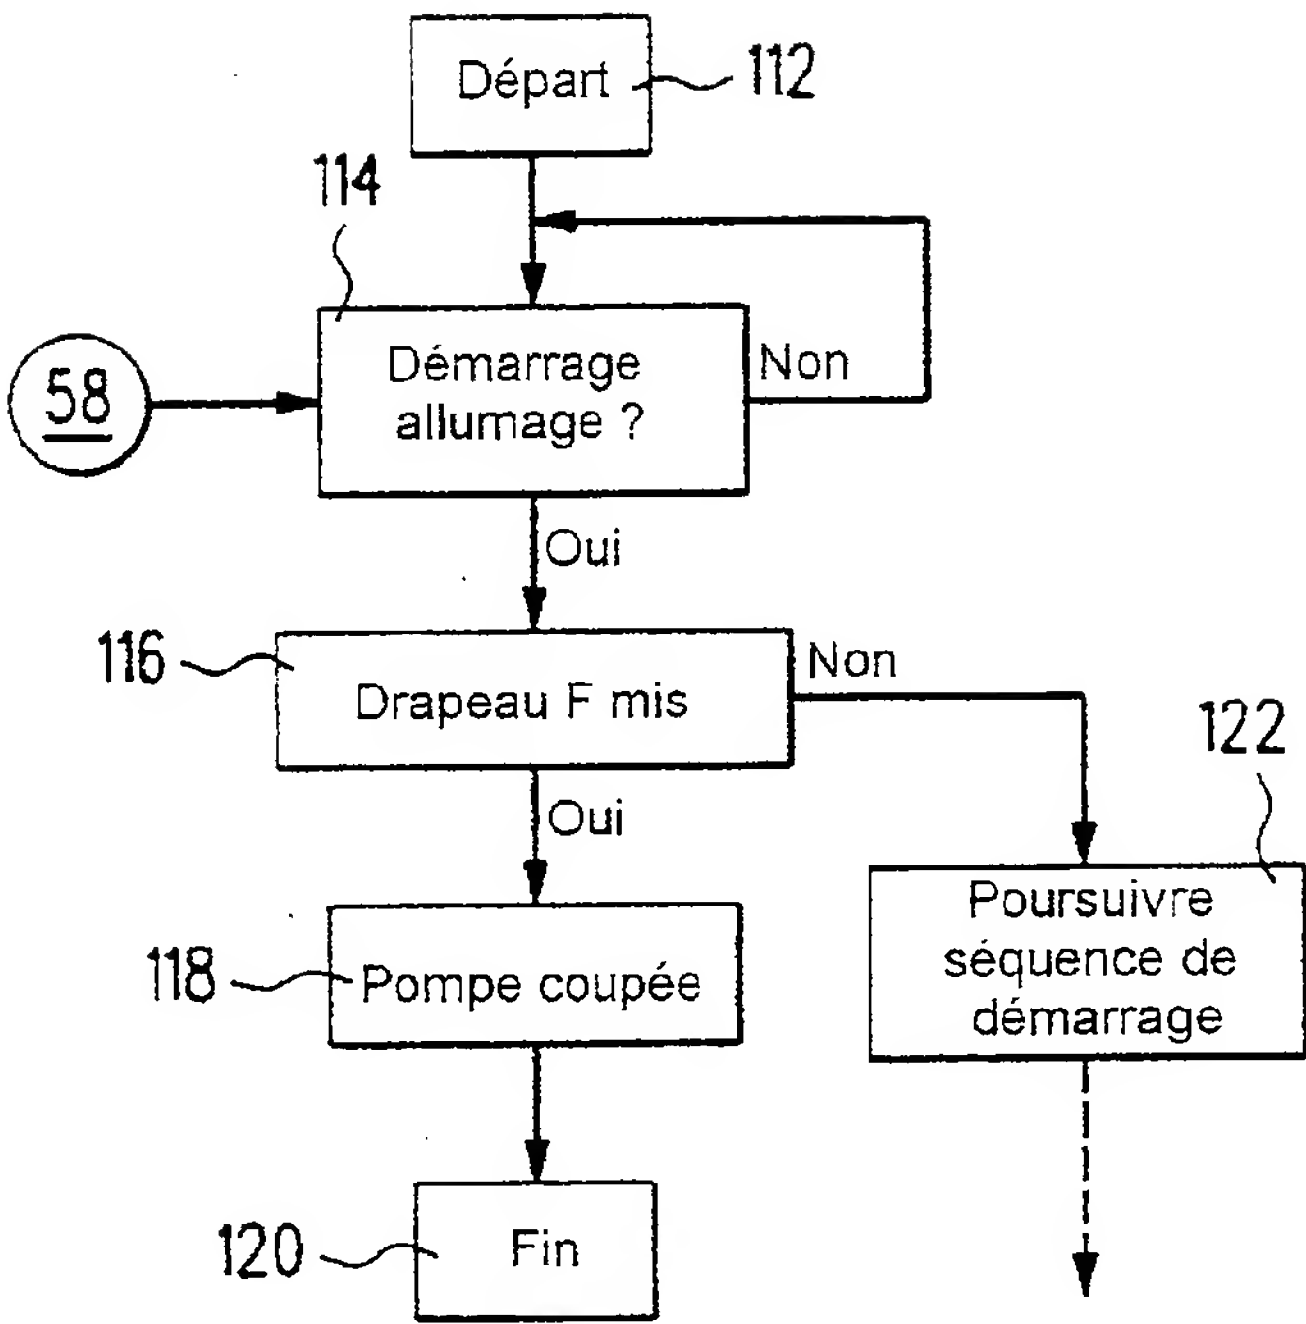 Départ
112
114
58
Démarrage
allumage ?
Non
Oui
116
Drapeau F mis
Non
Oui
122
118
Pompe coupée
Poursuivre
séquence de
démarrage
120
Fin